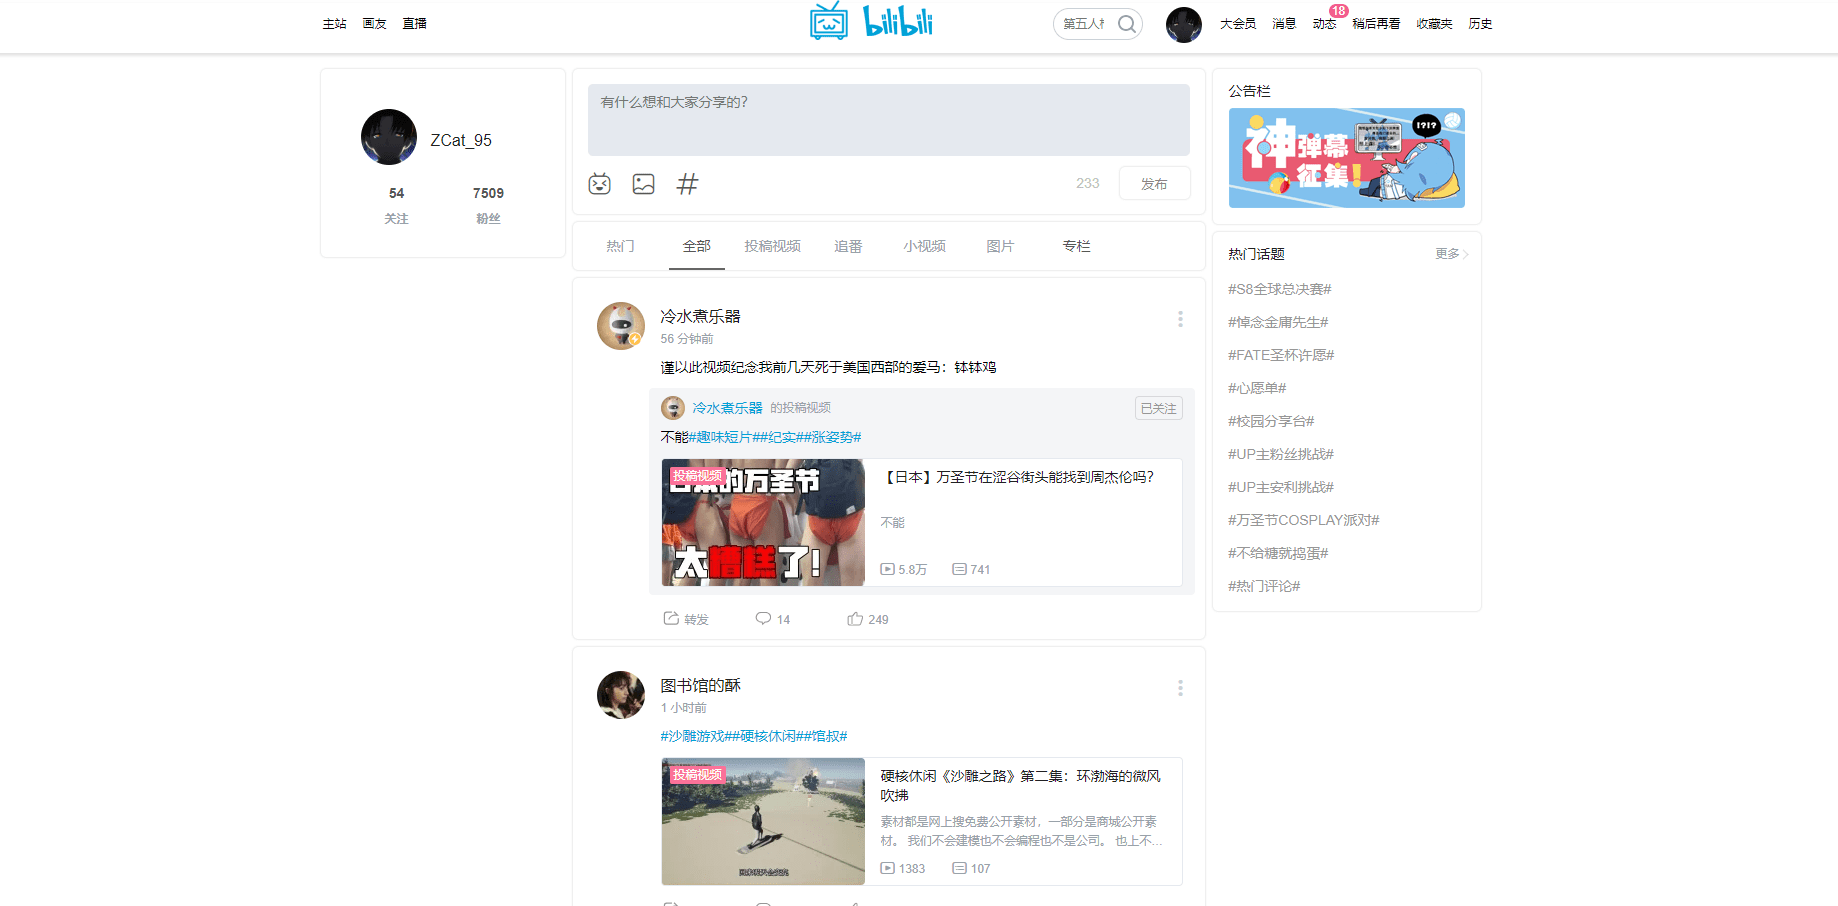 主站 画友 直播
bilibili
第五人格
大会员 消息 动态 18 稍后再看 收藏夹 历史
ZCat_95
54 7509
关注 粉丝
有什么想和大家分享的?
233 发布
热门 全部 投稿视频 追番 小视频 图片 专栏
冷水煮乐器
56 分钟前
谨以此视频纪念我前几天死于美国西部的爱马：钵钵鸡
冷水煮乐器 的投稿视频 已关注
不能#趣味短片##纪实##涨姿势#
投稿视频
日本的万圣节
太糟糕了!
【日本】万圣节在涩谷街头能找到周杰伦吗?
不能
5.8万 741
转发 14 249
图书馆的酥
1 小时前
#沙雕游戏##硬核休闲##馆叔#
投稿视频
硬核休闲《沙雕之路》第二集：环渤海的微风
吹拂
素材都是网上搜免费公开素材，一部分是商城公开素
材。 我们不会建模也不会编程也不是公司。 也上不...
1383 107
公告栏
神弹幕
征集!
!?!?
热门话题 更多
#S8全球总决赛#
#悼念金庸先生#
#FATE圣杯许愿#
#心愿单#
#校园分享台#
#UP主粉丝挑战#
#UP主安利挑战#
#万圣节COSPLAY派对#
#不给糖就捣蛋#
#热门评论#